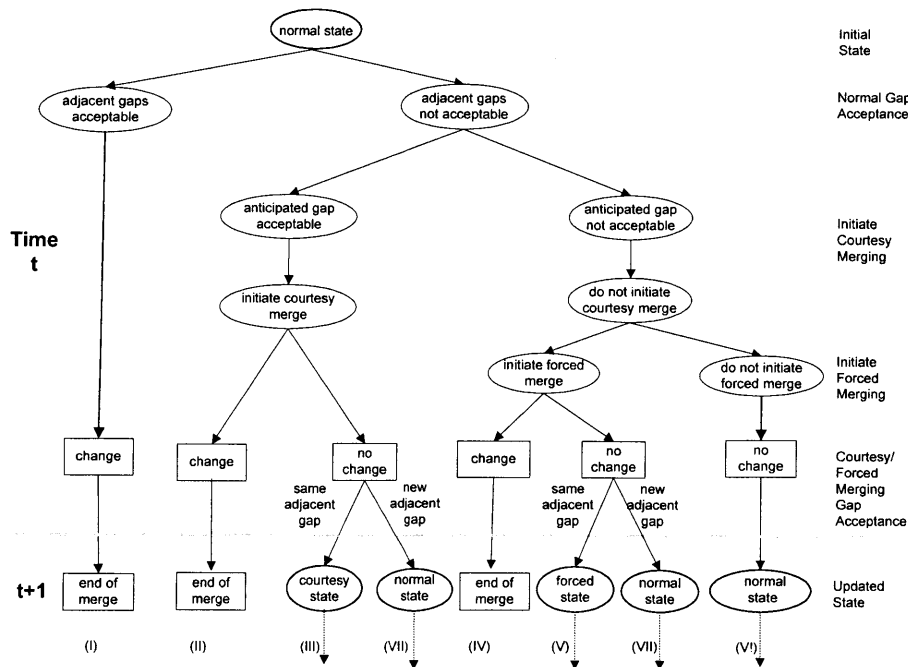 normal state
Initial
State
adjacent gaps
acceptable
adjacent gaps
not acceptable
Normal Gap
Acceptance
anticipated gap
acceptable
anticipated gap
not acceptable
Time
t
Initiate
Courtesy
Merging
initiate courtesy
merge
do not initiate
courtesy merge
initiate forced
merge
do not initiate
forced merge
Initiate
Forced
Merging
change
change
no
change
change
no
change
no
change
Courtesy/
Forced
Merging
Gap
Acceptance
same
adjacent
gap
new
adjacent
gap
same
adjacent
gap
new
adjacent
gap
t+1
end of
merge
end of
merge
courtesy
state
normal
state
end of
merge
forced
state
normal
state
normal
state
Updated
State
(I)
(II)
(III)
(VII)
(IV)
(V)
(VII)
(V!)